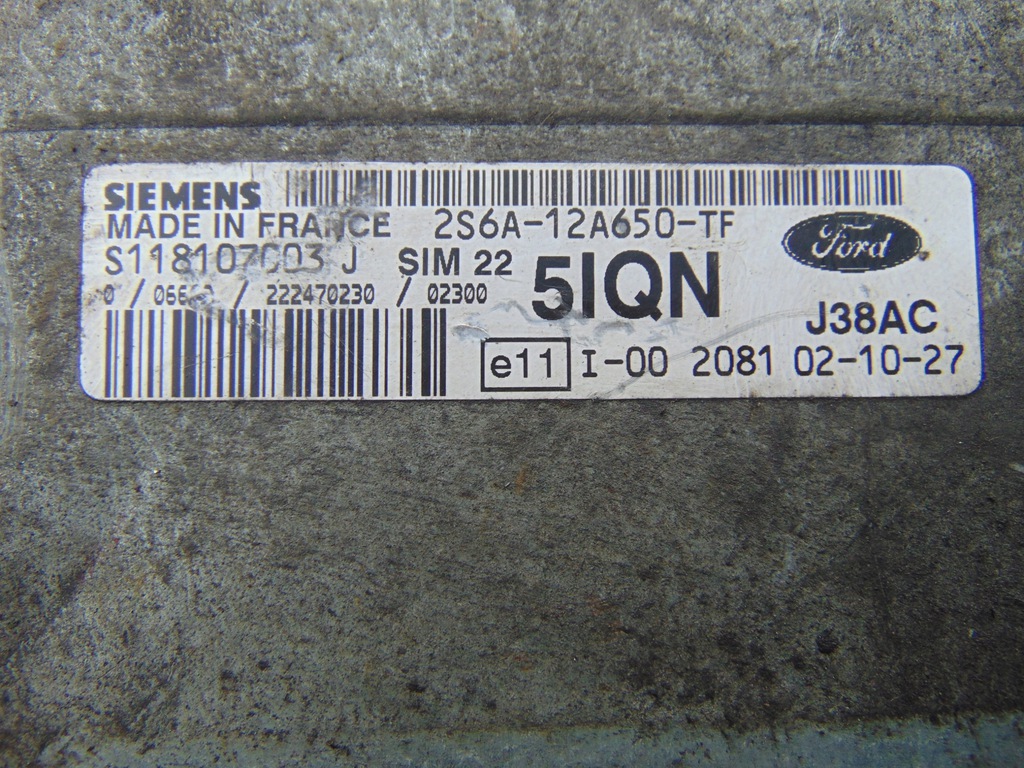 SIEMENS
MADE IN FRANCE 2S6A-12A650-TF
Ford
S118107003 J SIM 22
5IQN
0 / / 222470230 / 02300
J38AC
e11 I-00 2081 02-10-27